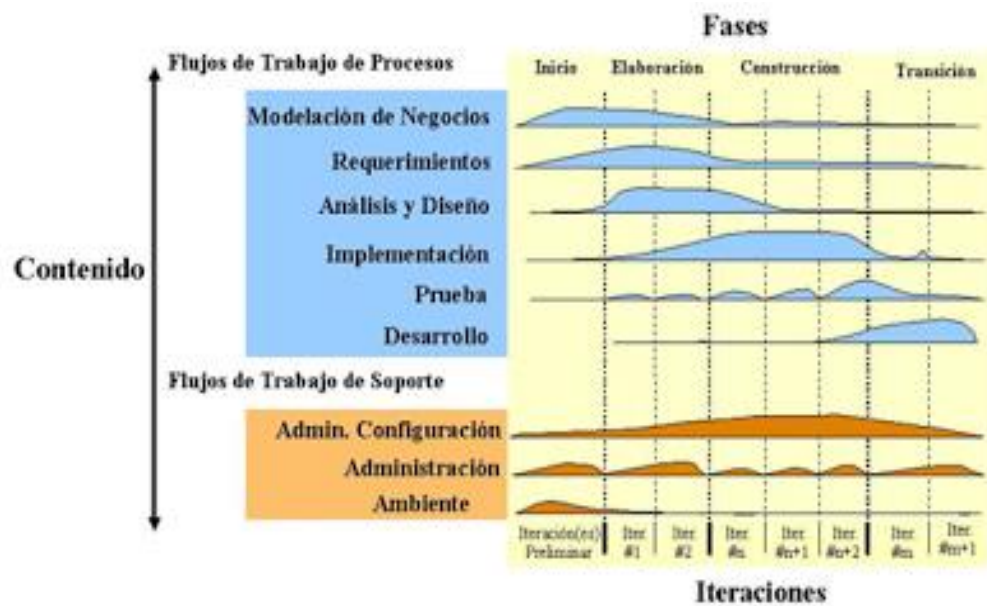 Fases
Flujos de Trabajo de Procesos
Inicio Elaboración Construcción Transición
Modelación de Negocios
Requerimientos
Análisis y Diseño
Implementación
Contenido
Prueba
Desarrollo
Flujos de Trabajo de Soporte
Admin. Configuración
Administración
Ambiente
Iteración(es) Iter Iter Iter Iter Iter Iter Iter
Preliminar #1 #2 #n #n+1 #n+2 #m #m+1
Iteraciones